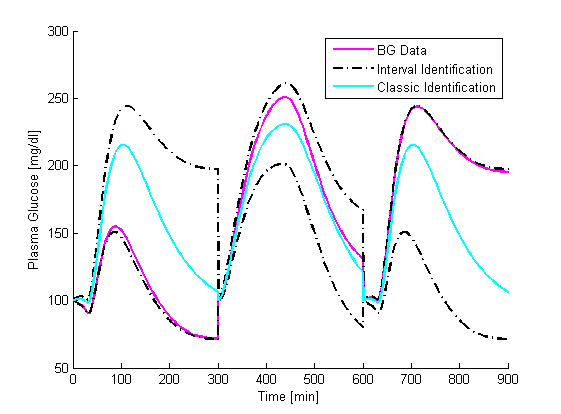 300
250
200
150
100
50
Plasma Glucose [mg/dl]
BG Data
Interval Identification
Classic Identification
0 100 200 300 400 500 600 700 800 900
Time [min]